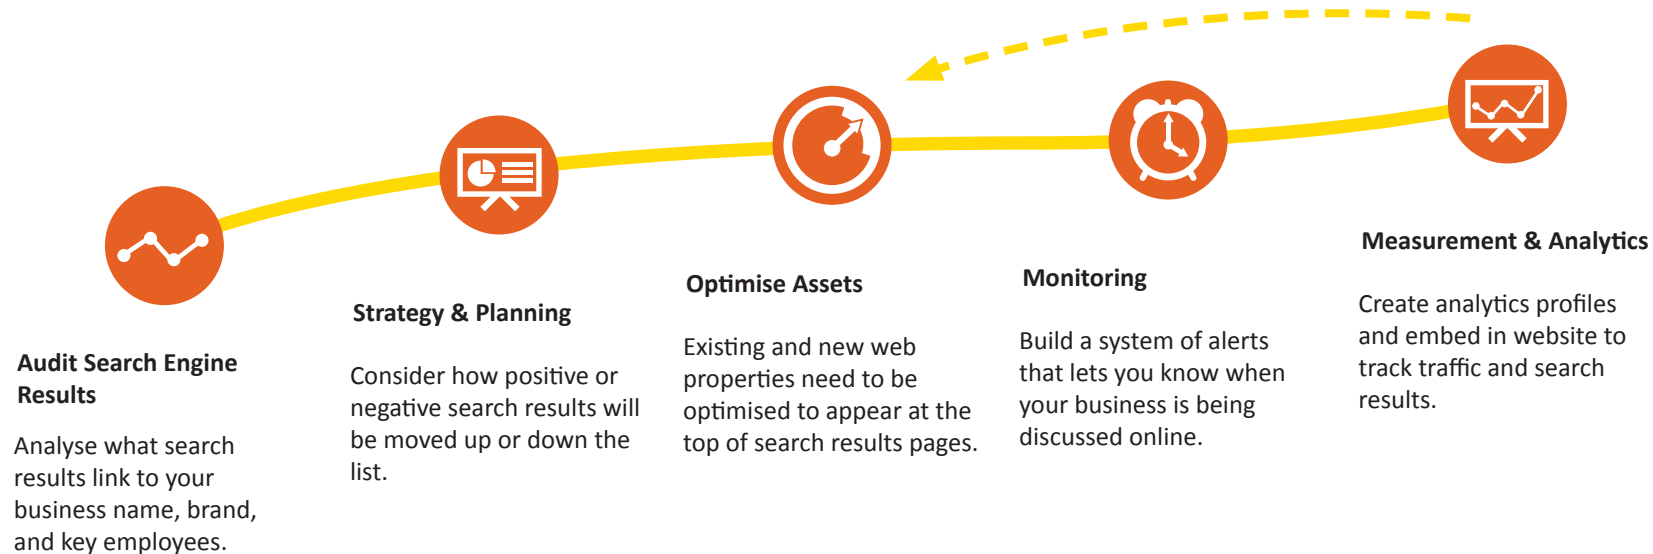 Audit Search Engine
Results
Analyse what search
results link to your
business name, brand,
and key employees.
Strategy & Planning
Consider how positive or
negative search results will
be moved up or down the
list.
Optimise Assets
Existing and new web
properties need to be
optimised to appear at the
top of search results pages.
Monitoring
Build a system of alerts
that lets you know when
your business is being
discussed online.
Measurement & Analytics
Create analytics profiles
and embed in website to
track traffic and search
results.